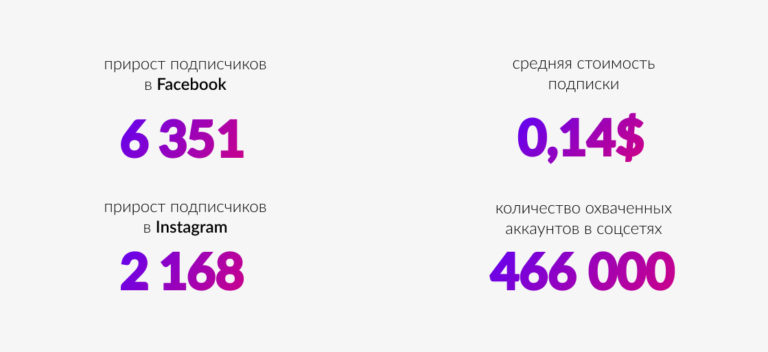 прирост подписчиков
в Facebook
6 351
средняя стоимость
подписки
0,14$
прирост подписчиков
в Instagram
2 168
количество охваченных
аккаунтов в соцсетях
466 000